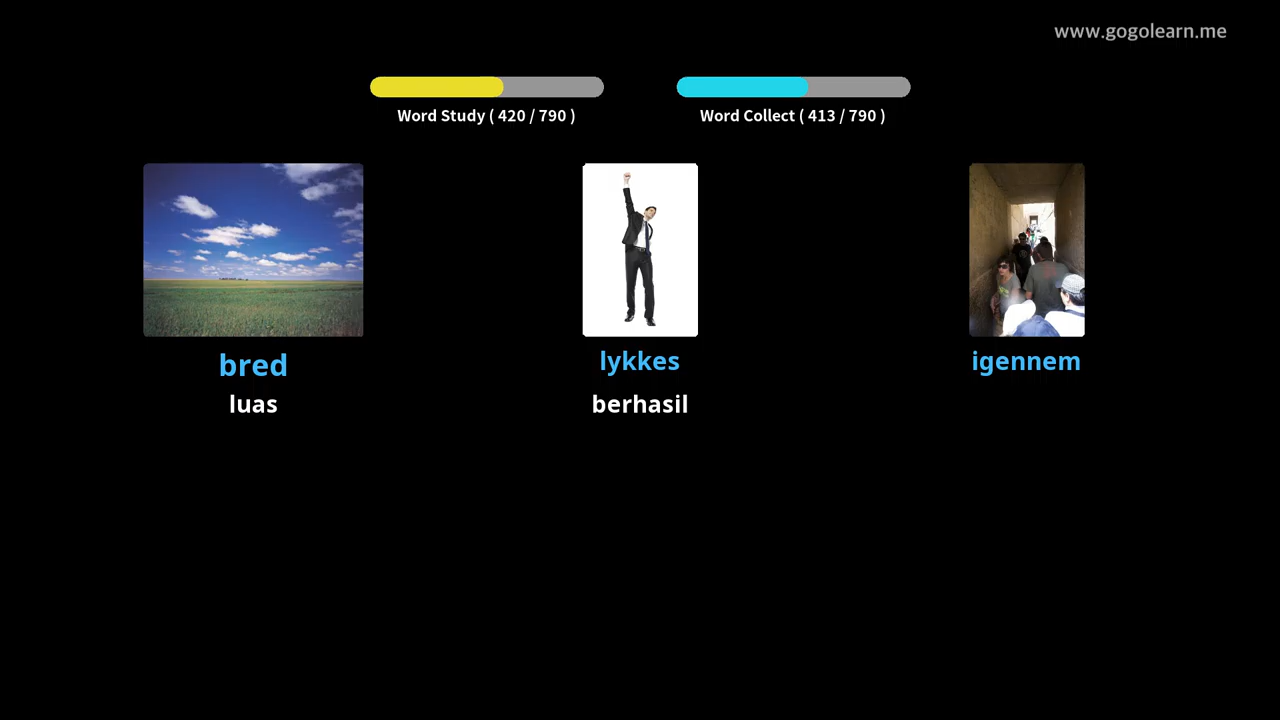 www.gogolearn.me
Word Study ( 420 / 790 )
Word Collect ( 413 / 790 )
bred
luas
lykkes
berhasil
igennem